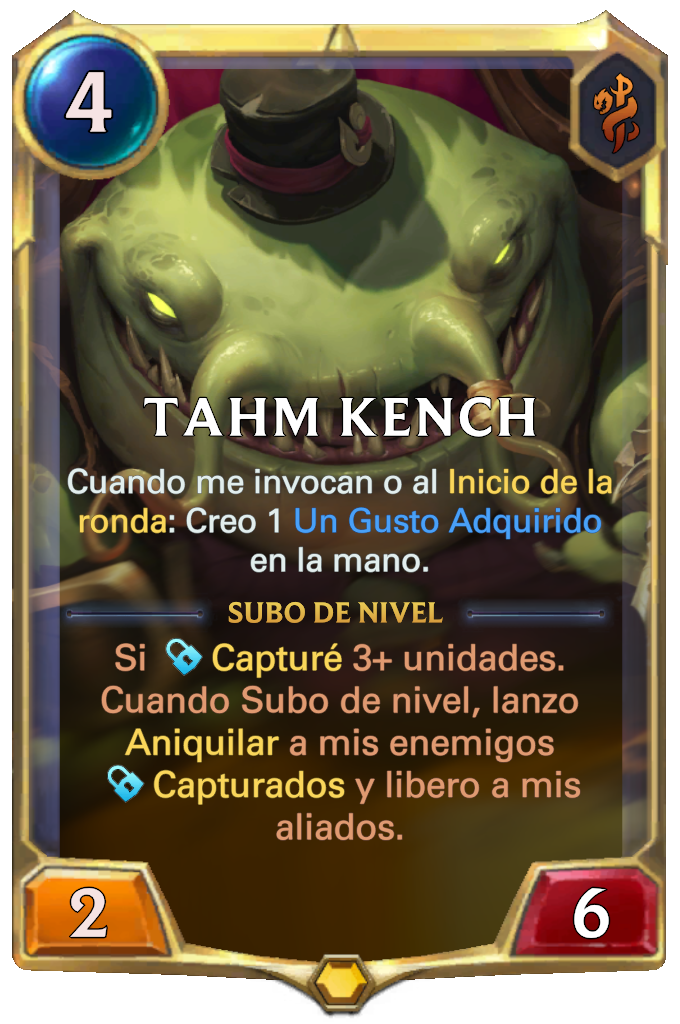 4
TAHM KENCH
Cuando me invocan o al Inicio de la
ronda: Creo 1 Un Gusto Adquirido
en la mano.
SUBO DE NIVEL
Si Capturé 3+ unidades.
Cuando Subo de nivel, lanzo
Aniquilar a mis enemigos
Capturados y libero a mis
aliados.
2
6